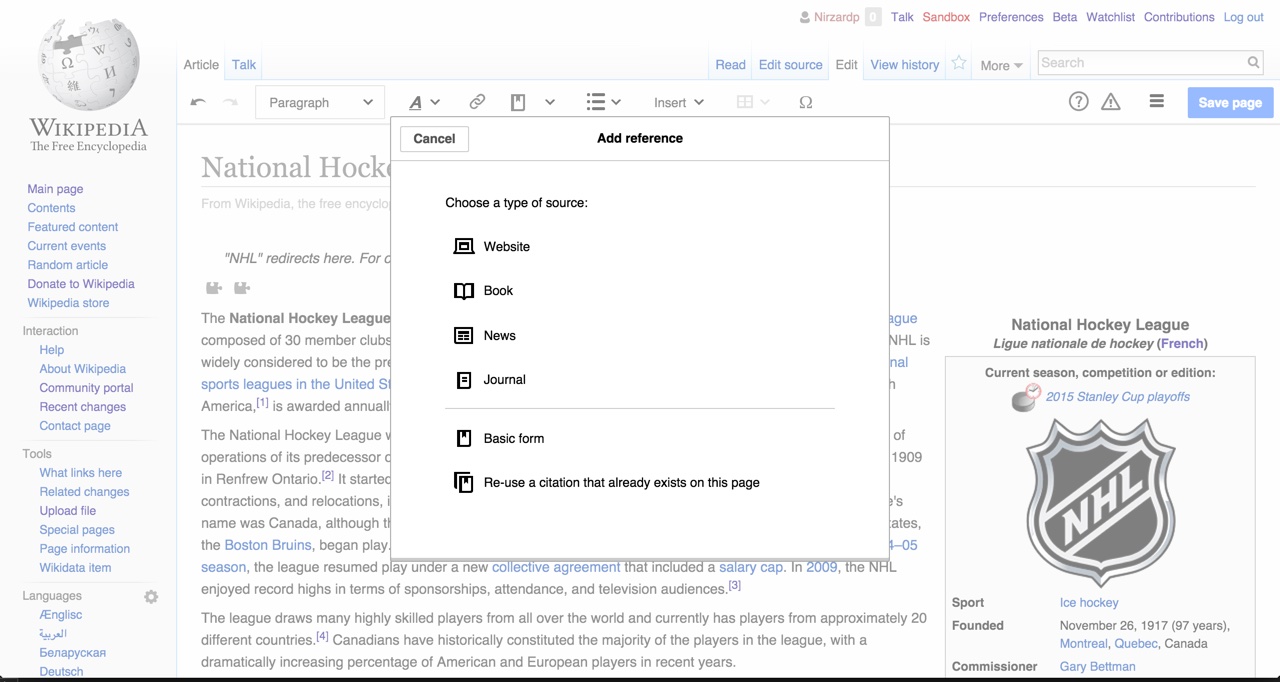 Nirzardp 0 Talk Sandbox Preferences Beta Watchlist Contributions Log out
Article Talk Read Edit source Edit View history More Search
Paragraph A Insert Ω Save page
WIKIPEDIA
The Free Encyclopedia
Main page
Contents
Featured content
Current events
Random article
Donate to Wikipedia
Wikipedia store
Interaction
Help
About Wikipedia
Community portal
Recent changes
Contact page
Tools
What links here
Related changes
Upload file
Special pages
Page information
Wikidata item
Languages
Ænglisc
العربية
Беларуская
Deutsch
Cancel Add reference
Choose a type of source:
Website
Book
News
Journal
Basic form
Re-use a citation that already exists on this page
National Hocke
From Wikipedia, the free encyclo
"NHL" redirects here. For
The National Hockey League ague
composed of 30 member clubs NHL is
widely considered to be the pre nal
sports leagues in the United St h
America,[1] is awarded annuall
The National Hockey League w of
operations of its predecessor 1909
in Renfrew Ontario.[2] It started
contractions, and relocations, i e's
name was Canada, although th ates,
the Boston Bruins, began play. 4–05
season, the league resumed play under a new collective agreement that included a salary cap. In 2009, the NHL
enjoyed record highs in terms of sponsorships, attendance, and television audiences.[3]
The league draws many highly skilled players from all over the world and currently has players from approximately 20
different countries.[4] Canadians have historically constituted the majority of the players in the league, with a
dramatically increasing percentage of American and European players in recent years.
National Hockey League
Ligue nationale de hockey (French)
Current season, competition or edition:
2015 Stanley Cup playoffs
NHL
Sport Ice hockey
Founded November 26, 1917 (97 years),
Montreal, Quebec, Canada
Commissioner Gary Bettman